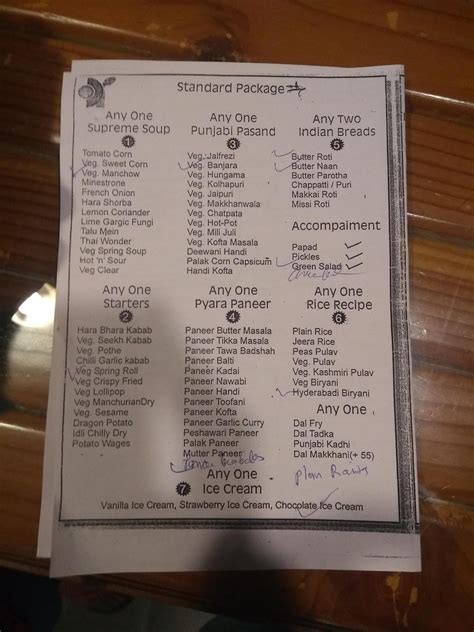 Standard Package
Any One
Supreme Soup
1
Tomato Corn
Veg. Sweet Corn
Veg. Manchow
Minestrone
French Onion
Hara Shorba
Lemon Coriander
Lime Gargic Fungi
Talu Mein
Thai Wonder
Veg Spring Soup
Hot 'n' Sour
Veg Clear
Any One
Starters
2
Hara Bhara Kabab
Veg. Seekh Kabab
Veg. Pothe
Chilli Garlic kabab
Veg Spring Roll
Veg Crispy Fried
Veg Lollipop
Veg ManchurianDry
Veg. Sesame
Dragon Potato
Idli Chilly Dry
Potato Wages
Any One
Punjabi Pasand
3
Veg. Jalfrezi
Veg. Banjara
Veg. Hungama
Veg. Kolhapuri
Veg. Jaipuri
Veg. Makkhanwala
Veg. Chatpata
Veg. Hot-Pot
Veg. Mili Juli
Veg. Kofta Masala
Deewani Handi
Palak Corn Capsicum
Handi Kofta
Any One
Pyara Paneer
4
Paneer Butter Masala
Paneer Tikka Masala
Paneer Tawa Badshah
Paneer Balti
Paneer Kadai
Paneer Nawabi
Paneer Handi
Paneer Toofani
Paneer Kofta
Paneer Garlic Curry
Peshawari Paneer
Palak Paneer
Mutter Paneer
Any Two
Indian Breads
5
Butter Roti
Butter Naan
Butter Parotha
Chappatti / Puri
Makkai Roti
Missi Roti
Accompaiment
Papad
Pickles
Green Salad
Any One
Rice Recipe
6
Plain Rice
Jeera Rice
Peas Pulav
Veg. Pulav
Veg. Kashmiri Pulav
Veg Biryani
Hyderabadi Biryani
Any One
Dal Fry
Dal Tadka
Punjabi Kadhi
Dal Makkhani(+ 55)
Any One
7 Ice Cream
Vanilla Ice Cream, Strawberry Ice Cream, Chocolate Ice Cream